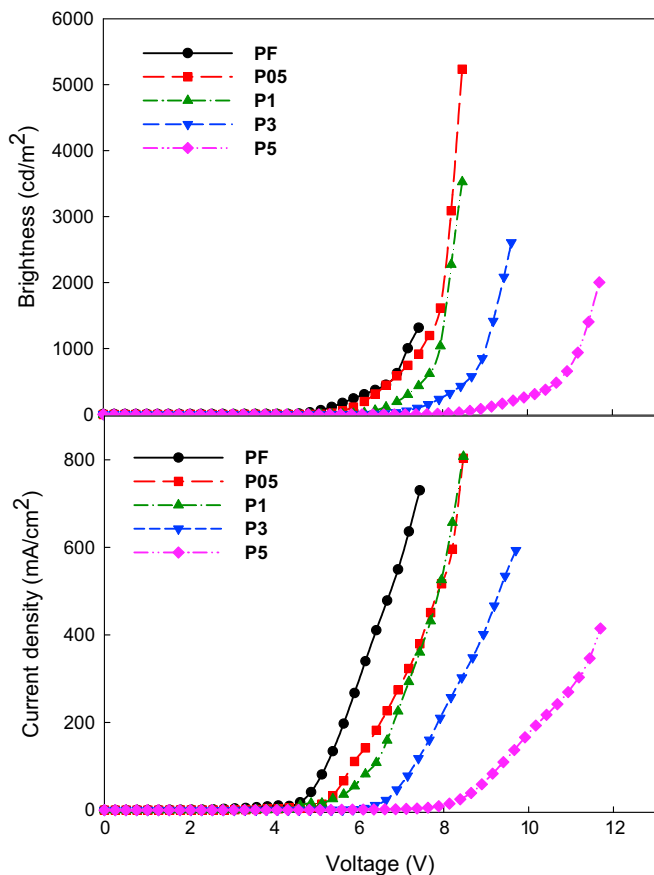 6000
5000
4000
3000
2000
1000
0
Brightness (cd/m²)
PF
P05
P1
P3
P5
800
600
400
200
0
Current density (mA/cm²)
PF
P05
P1
P3
P5
0 2 4 6 8 10 12
Voltage (V)